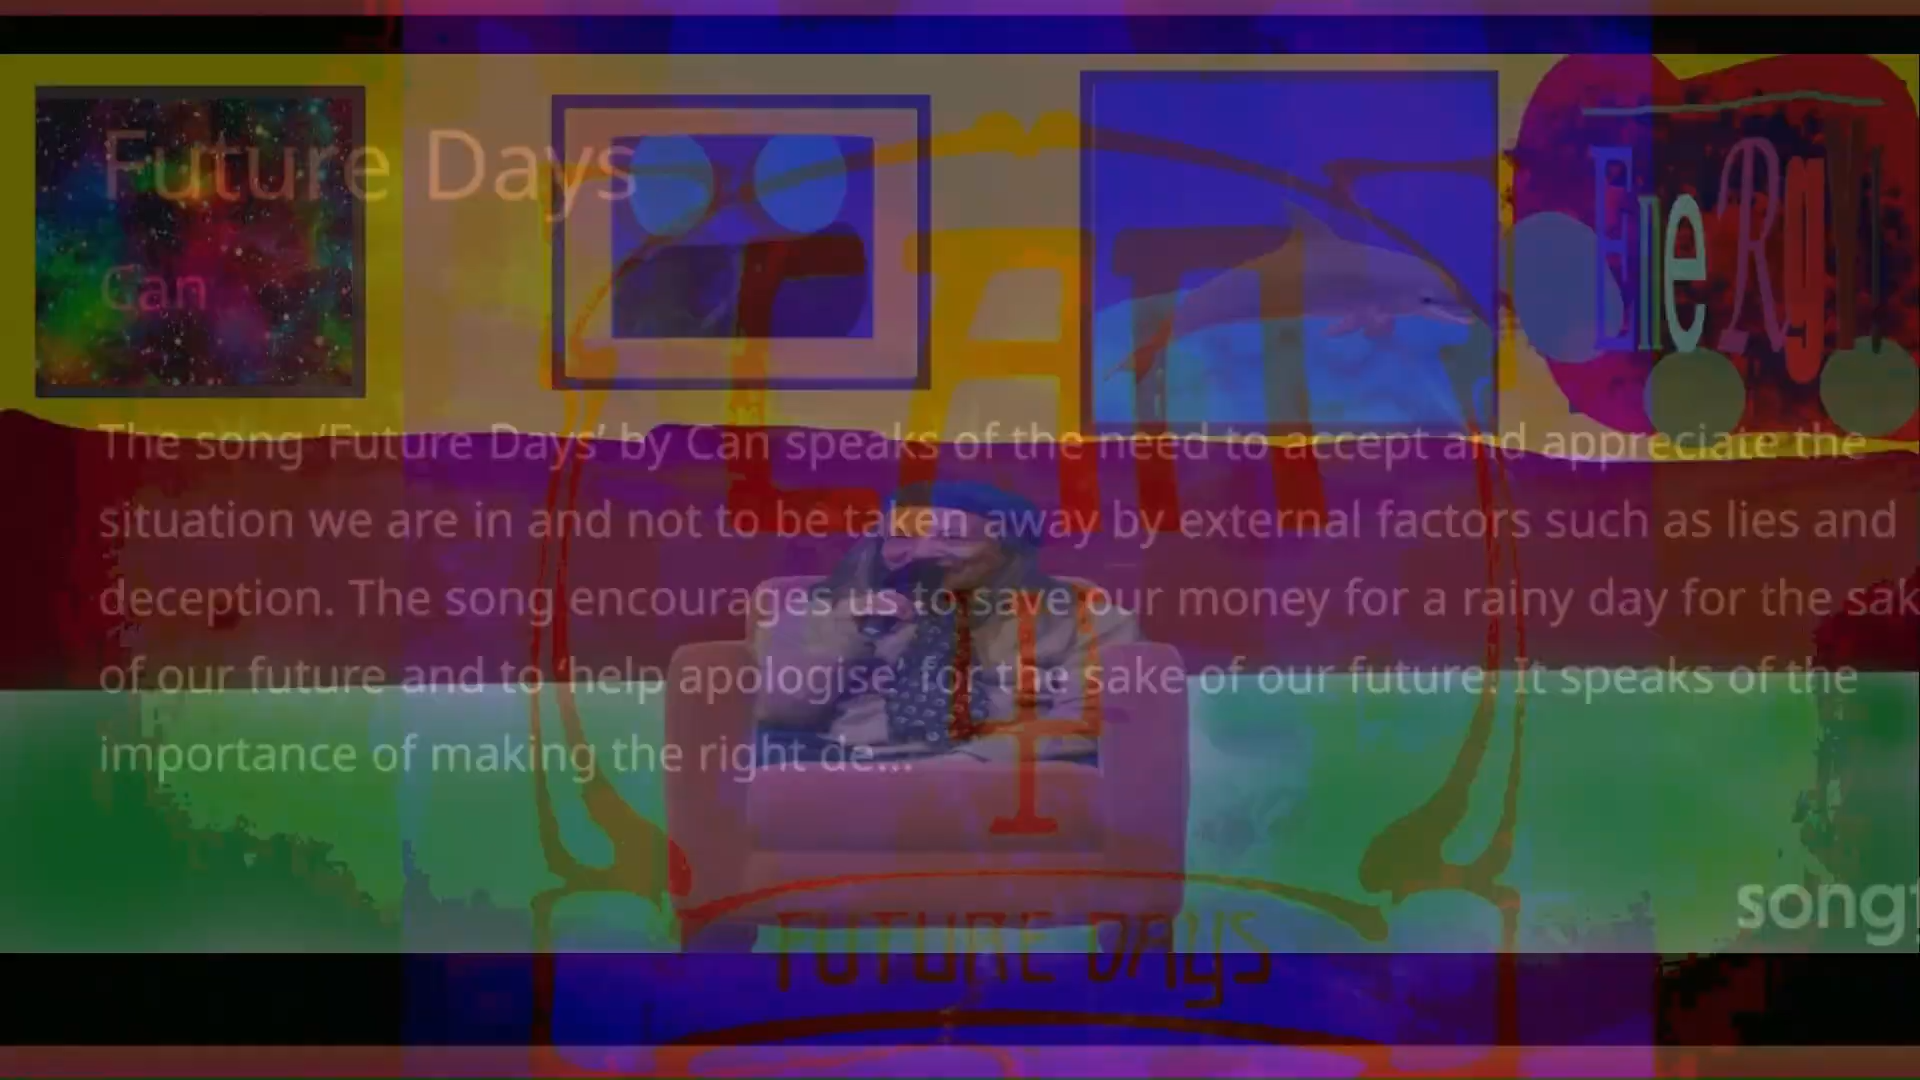 Future Days
Can
EneRgy
CAN
The song ‘Future Days’ by Can speaks of the need to accept and appreciate the
situation we are in and not to be taken away by external factors such as lies and
deception. The song encourages us to save our money for a rainy day for the sak
of our future and to ‘help apologise’ for the sake of our future. It speaks of the
importance of making the right de...
song
FUTURE DAYS